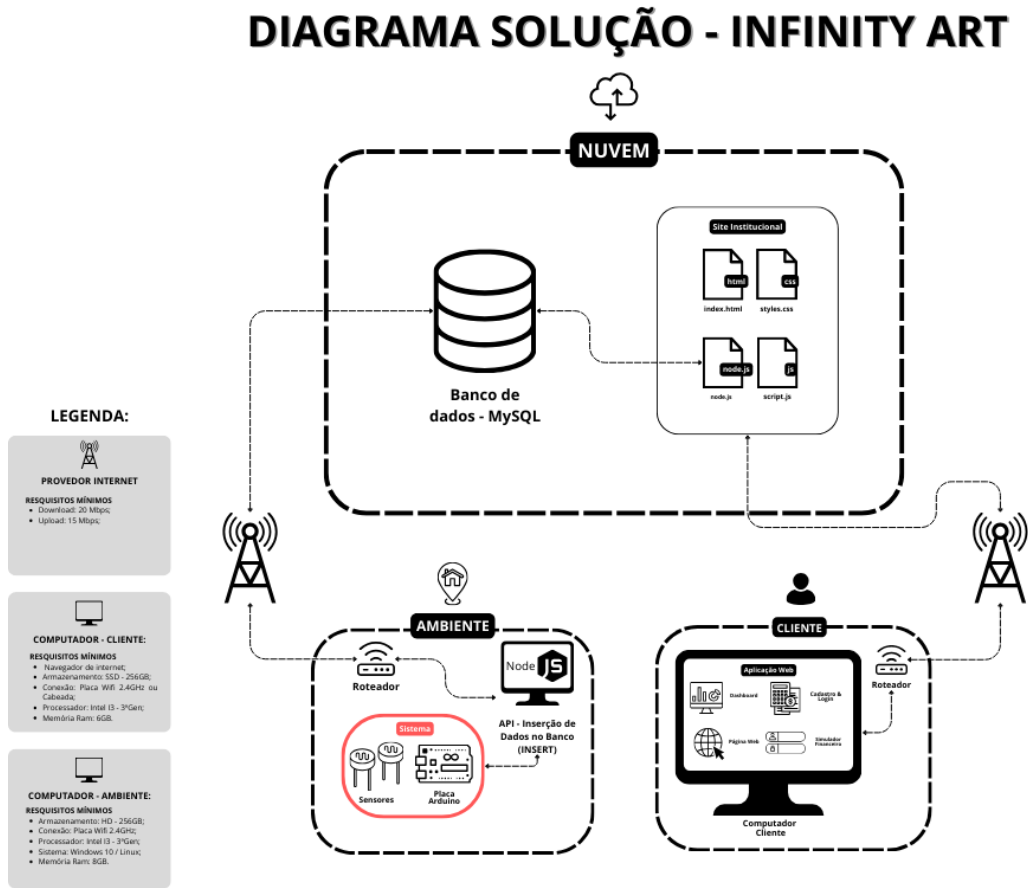 DIAGRAMA SOLUÇÃO - INFINITY ART
NUVEM
Site Institucional
html
css
index.html
styles.css
node.js
js
node.js
script.js
Banco de
dados - MySQL
LEGENDA:
PROVEDOR INTERNET
RESQUISITOS MÍNIMOS
Download: 20 Mbps;
Upload: 15 Mbps;
COMPUTADOR - CLIENTE:
RESQUISITOS MÍNIMOS
Navegador de internet;
Armazenamento: SSD - 256GB;
Conexão: Placa Wifi 2.4GHz ou
Cabeada;
Processador: Intel I3 - 3ªGen;
Memória Ram: 6GB.
COMPUTADOR - AMBIENTE:
RESQUISITOS MÍNIMOS
Armazenamento: HD - 256GB;
Conexão: Placa Wifi 2.4GHz;
Processador: Intel I3 - 3ªGen;
Sistema: Windows 10 / Linux;
Memória Ram: 8GB.
AMBIENTE
Roteador
Node JS
API - Inserção de
Dados no Banco
(INSERT)
Sistema
Sensores
Placa
Arduino
CLIENTE
Aplicação Web
Dashboard
Cadastro &
Login
Página Web
Simulador
Financeiro
Roteador
Computador
Cliente